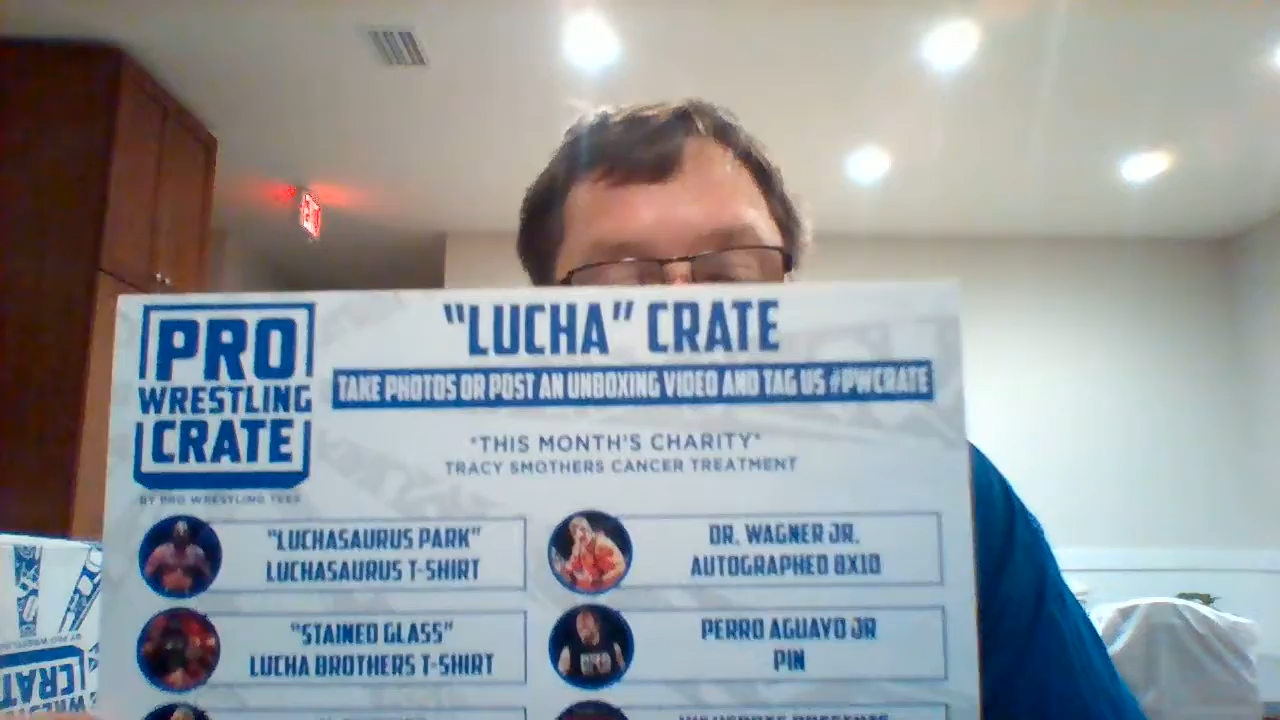 EXIT
PRO
WRESTLING
CRATE
BY PRO WRESTLING TEES
"LUCHA" CRATE
TAKE PHOTOS OR POST AN UNBOXING VIDEO AND TAG US #PWCRATE
*THIS MONTH'S CHARITY*
TRACY SMOTHERS CANCER TREATMENT
"LUCHASAURUS PARK"
LUCHASAURUS T-SHIRT
DR. WAGNER JR.
AUTOGRAPHED 8X10
"STAINED GLASS"
LUCHA BROTHERS T-SHIRT
PERRO AGUAYO JR
PIN